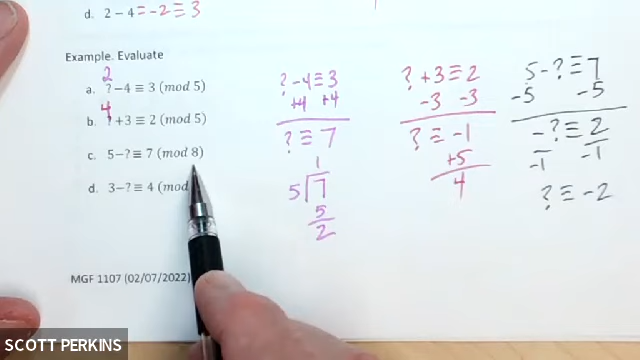 d. 2 − 4 = −2 ≡ 3
Example. Evaluate
2
a. ? − 4 ≡ 3 (mod 5)
4
b. ? + 3 ≡ 2 (mod 5)
c. 5 − ? ≡ 7 (mod 8)
d. 3 − ? ≡ 4 (mod
? − 4 ≡ 3
+4 +4
? ≡ 7
1
5 7
5
2
? + 3 ≡ 2
−3 −3
? ≡ −1
+5
4
5 − ? ≡ 7
−5 −5
−? ≡ 2
−1 −1
? ≡ −2
MGF 1107 (02/07/2022)
SCOTT PERKINS